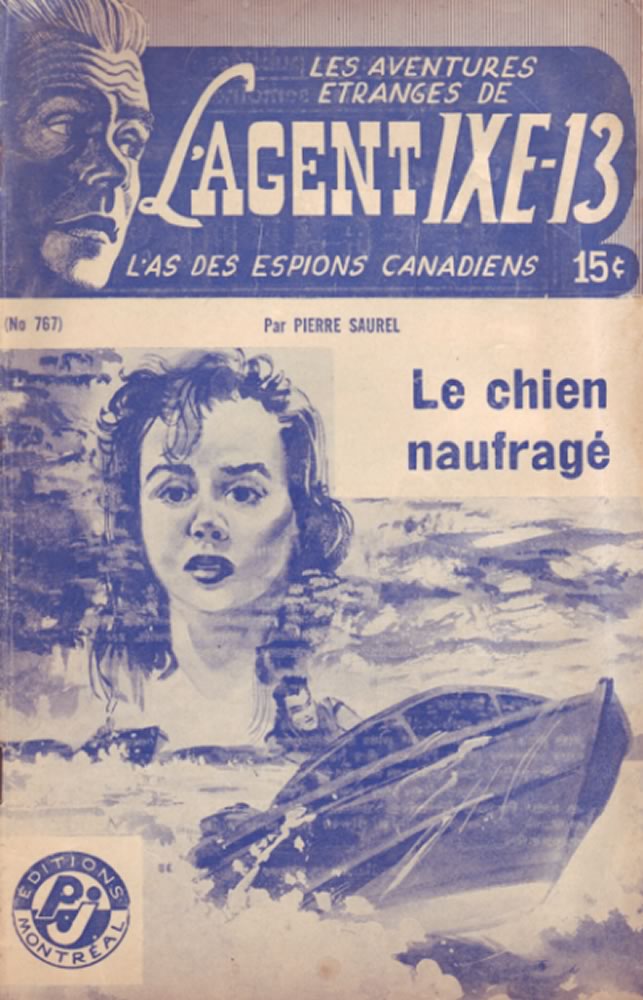 LES AVENTURES
ETRANGES DE
L'AGENT IXE-13
L'AS DES ESPIONS CANADIENS 15¢
(No 767)
Par PIERRE SAUREL
Le chien
naufragé
ÉDITIONS
PJ
MONTRÉAL